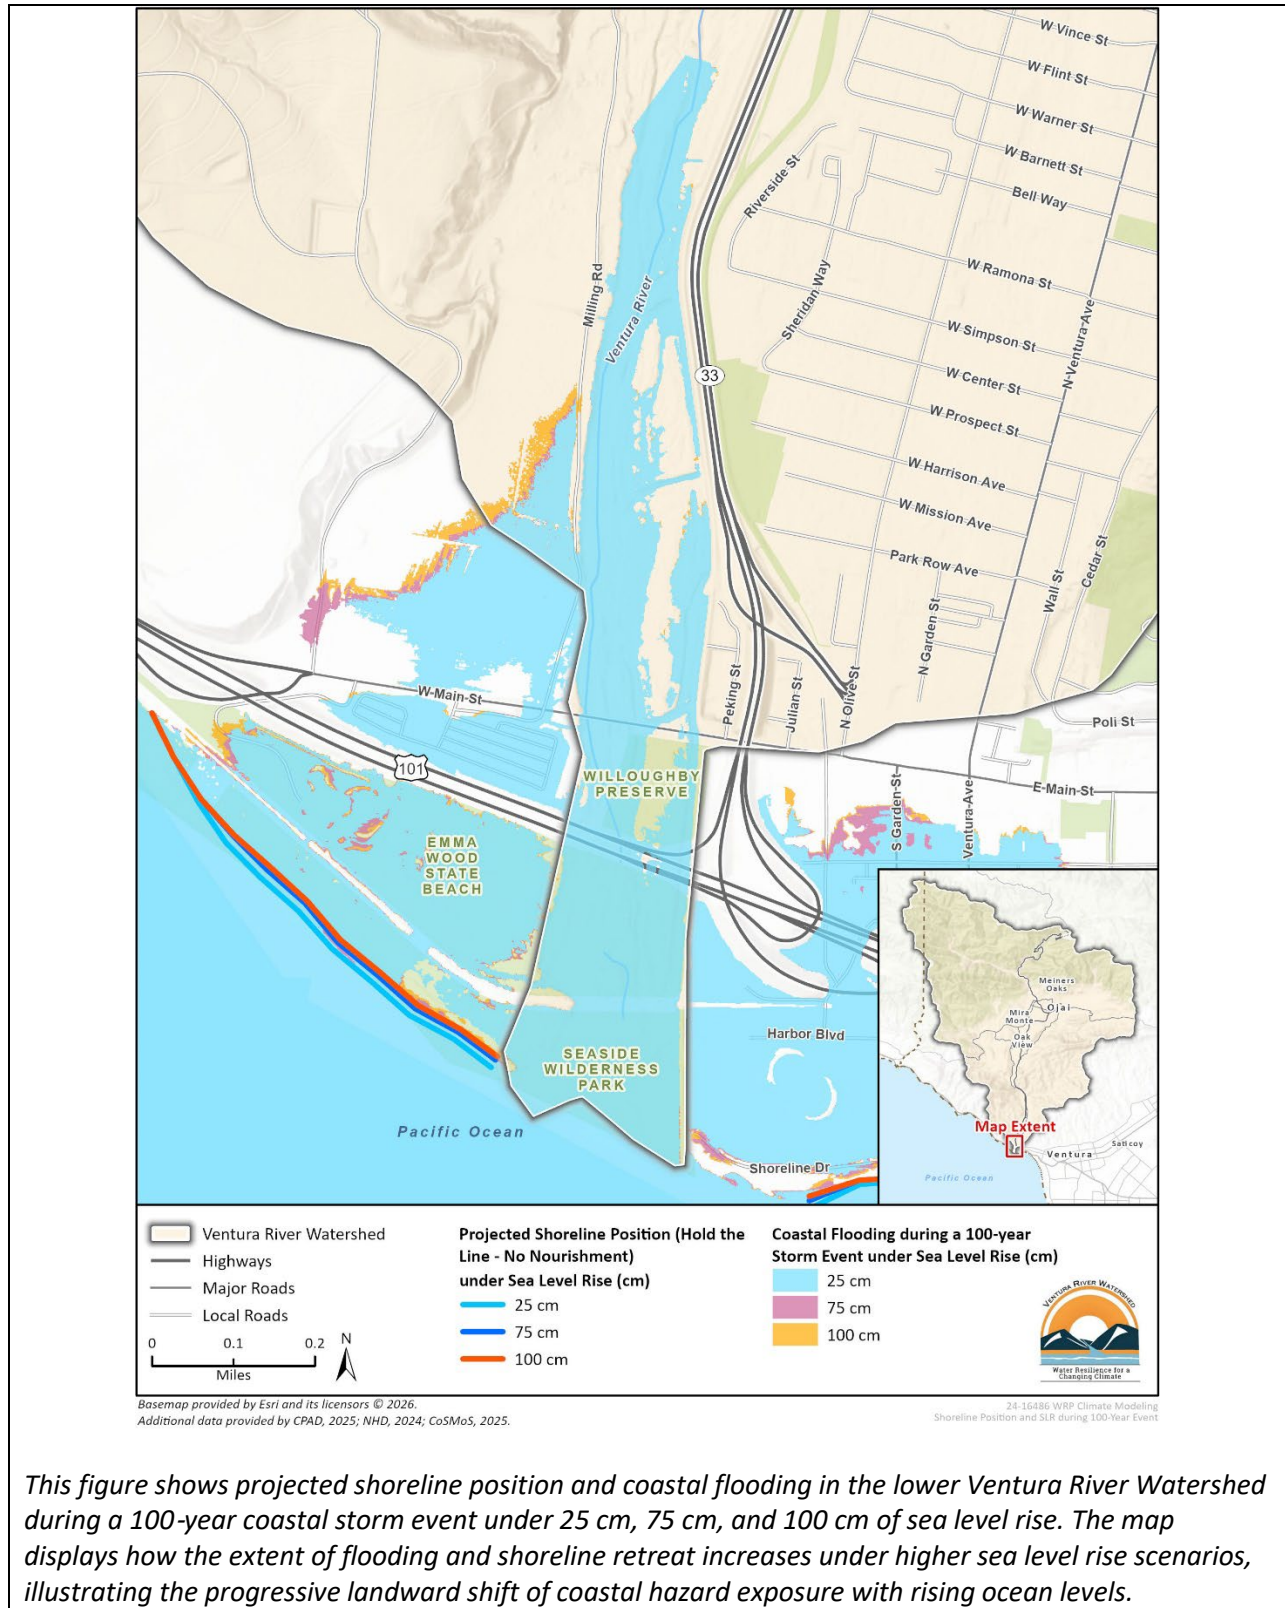 W Vince St
W Flint St
W Warner St
W Barnett St
Bell Way
Riverside St
W Ramona St
Sheridan Way
Milling Rd
Ventura River
W Simpson St
N Ventura Ave
33
W Center St
W Prospect St
W Harrison Ave
W Mission Ave
Park Row Ave
Wall St
Cedar St
N Garden St
Peking St
Julian St
N Olive St
W Main St
Poli St
101
WILLOUGHBY
PRESERVE
E Main St
S Garden St
Ventura Ave
EMMA
WOOD
STATE
BEACH
Harbor Blvd
SEASIDE
WILDERNESS
PARK
Pacific Ocean
Shoreline Dr
Meiners
Oaks
Ojai
Mira
Monte
Oak
View
Map Extent
Saticoy
Ventura
Pacific Ocean
Ventura River Watershed
Highways
Major Roads
Local Roads
0 0.1 0.2
Miles
N
Projected Shoreline Position (Hold the
Line - No Nourishment)
under Sea Level Rise (cm)
25 cm
75 cm
100 cm
Coastal Flooding during a 100-year
Storm Event under Sea Level Rise (cm)
25 cm
75 cm
100 cm
VENTURA RIVER WATERSHED
Water Resilience for a
Changing Climate
Basemap provided by Esri and its licensors © 2026.
Additional data provided by CPAD, 2025; NHD, 2024; CoSMoS, 2025.
24-16486 WRP Climate Modeling
Shoreline Position and SLR during 100-Year Event
This figure shows projected shoreline position and coastal flooding in the lower Ventura River Watershed
during a 100-year coastal storm event under 25 cm, 75 cm, and 100 cm of sea level rise. The map
displays how the extent of flooding and shoreline retreat increases under higher sea level rise scenarios,
illustrating the progressive landward shift of coastal hazard exposure with rising ocean levels.